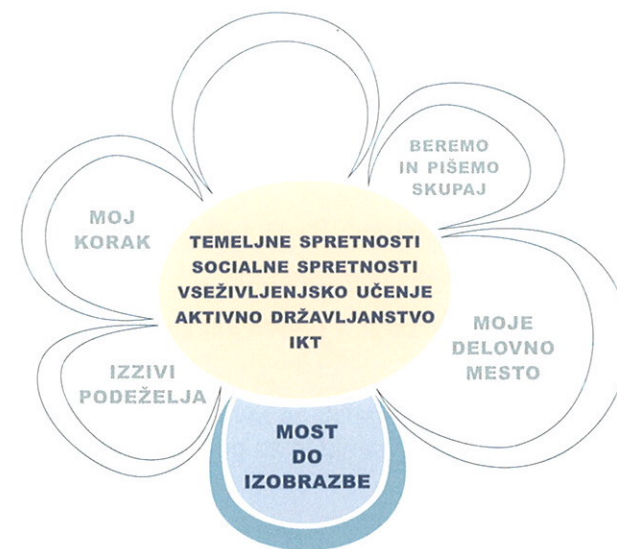 BEREMO
IN PIŠEMO
SKUPAJ
MOJ
KORAK
TEMELJNE SPRETNOSTI
SOCIALNE SPRETNOSTI
VSEŽIVLJENJSKO UČENJE
AKTIVNO DRŽAVLJANSTVO
IKT
MOJE
DELOVNO
MESTO
IZZIVI
PODEŽELJA
MOST
DO
IZOBRAZBE